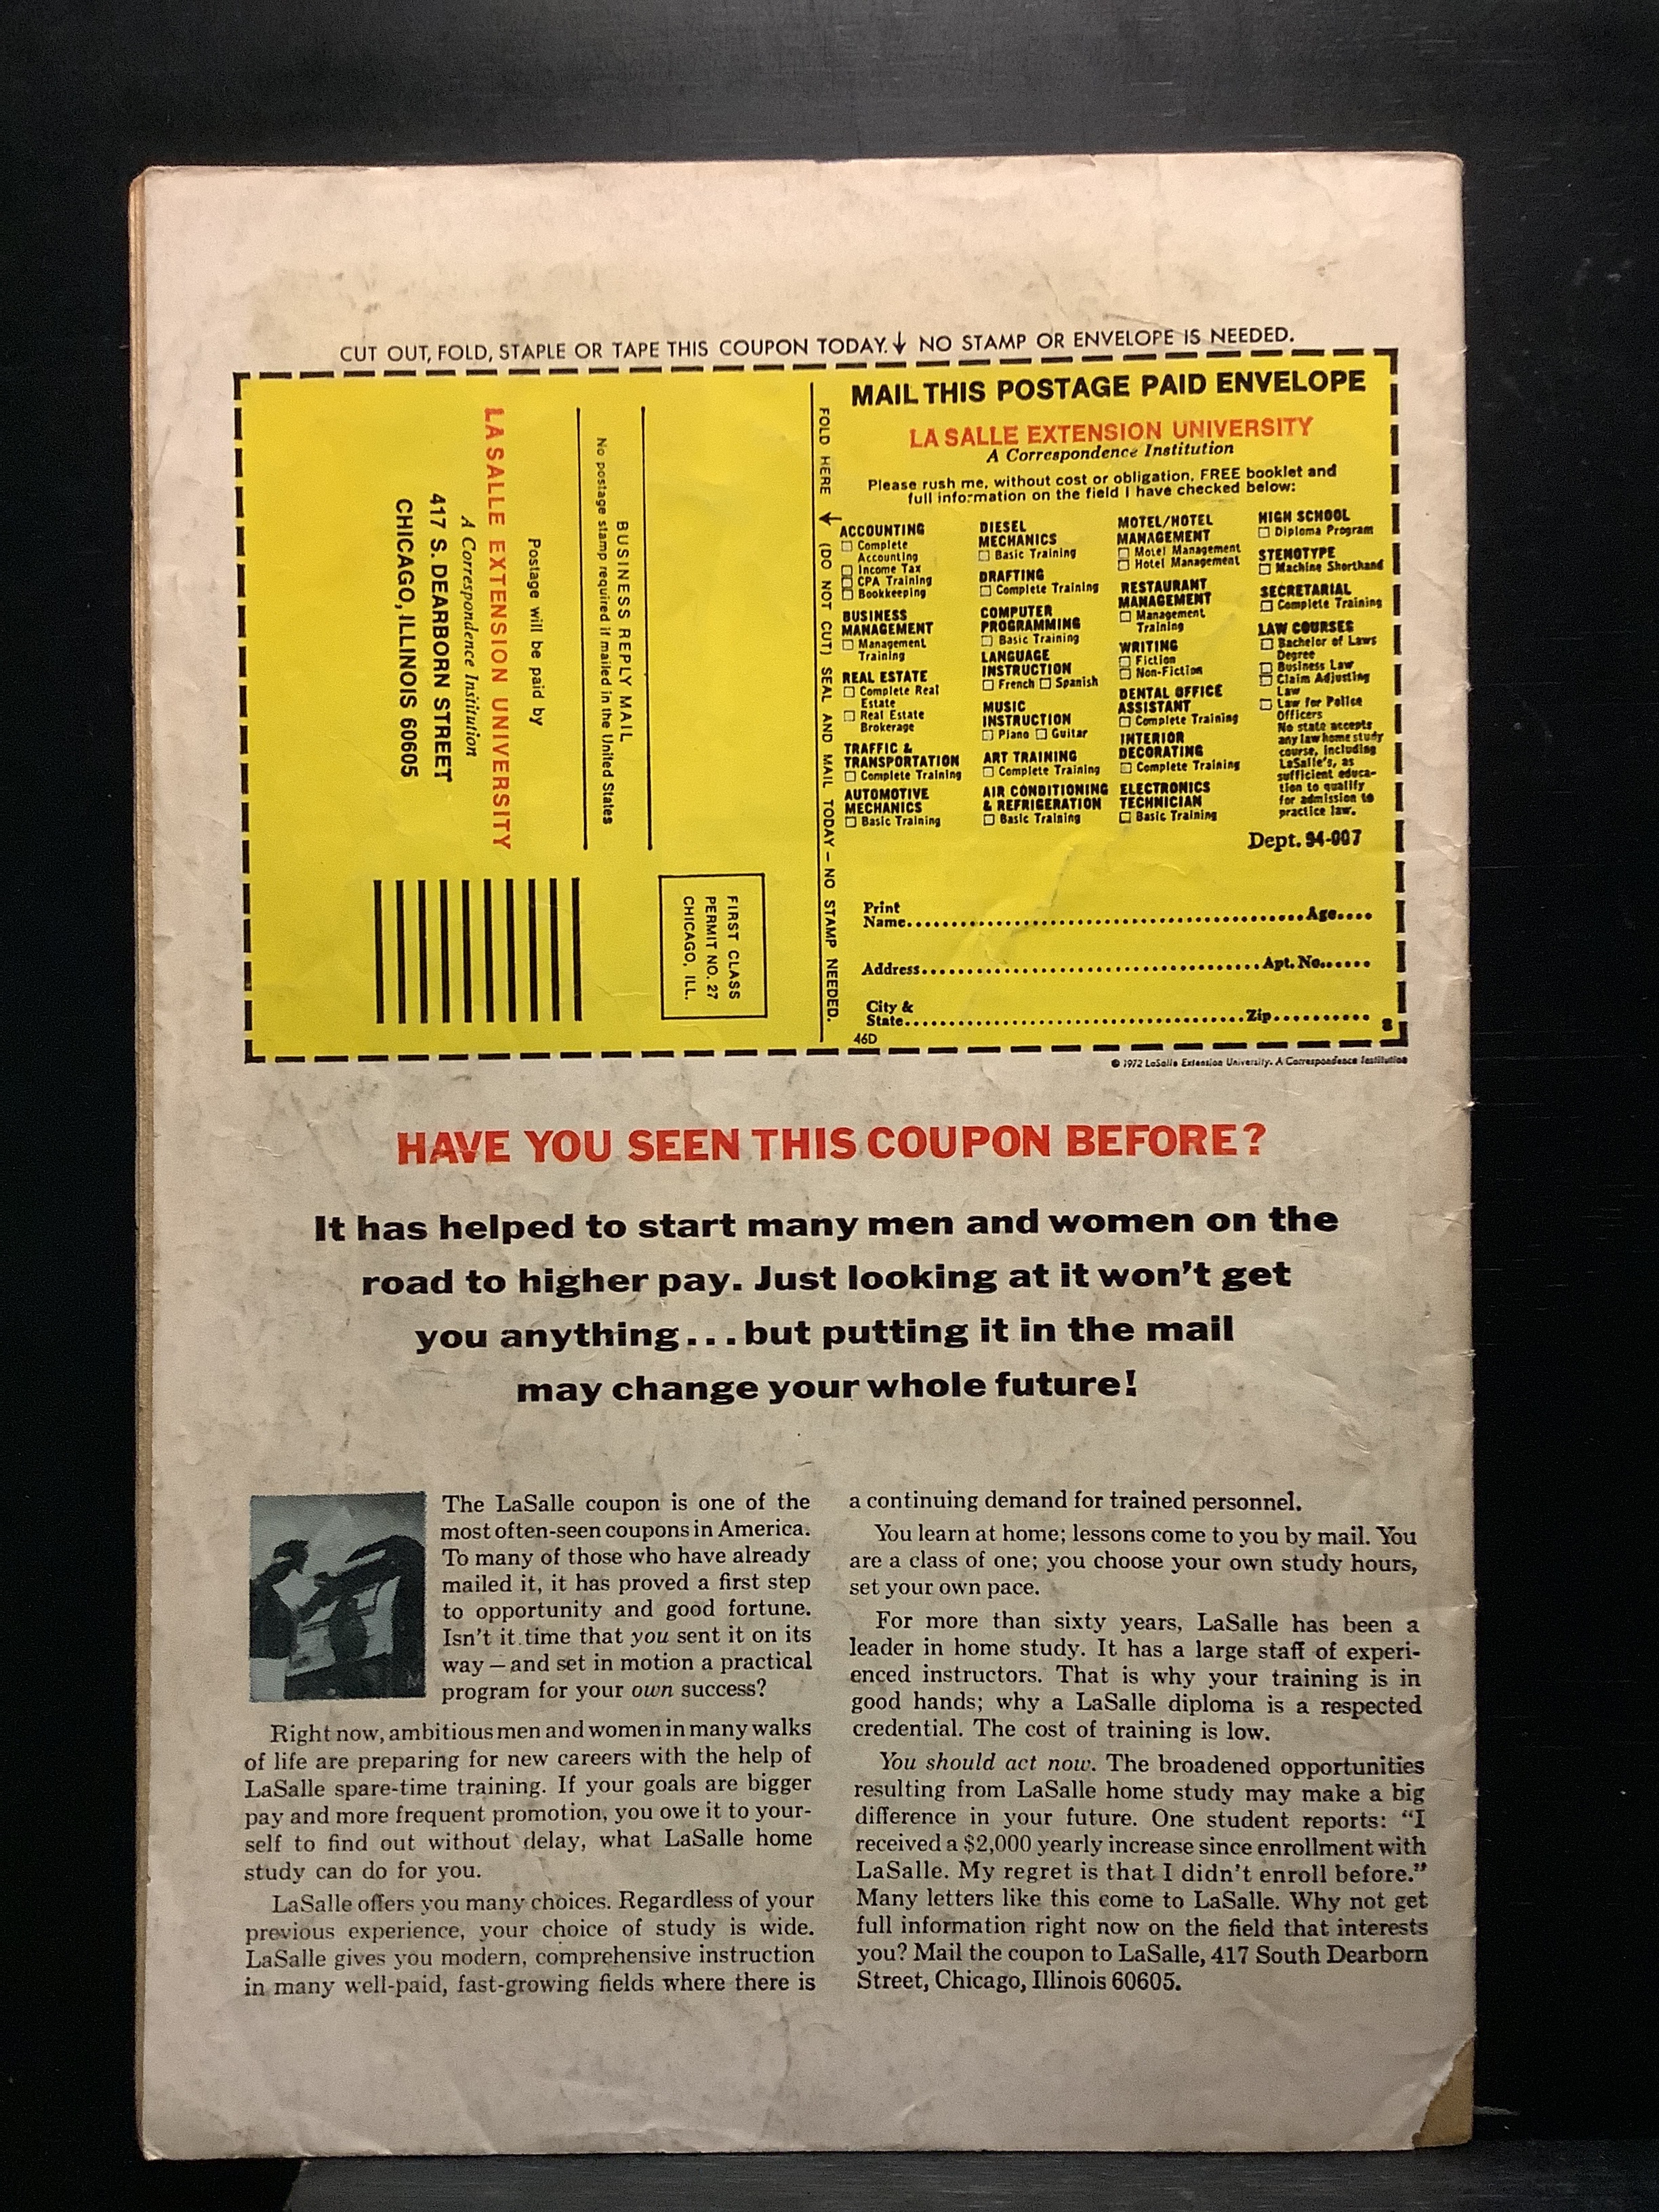 CUT OUT, FOLD, STAPLE OR TAPE THIS COUPON TODAY.↓ NO STAMP OR ENVELOPE IS NEEDED.
BUSINESS REPLY MAIL
No postage stamp required if mailed in the United States
Postage will be paid by
LA SALLE EXTENSION UNIVERSITY
A Correspondence Institution
417 S. DEARBORN STREET
CHICAGO, ILLINOIS 60605
FIRST CLASS
PERMIT NO. 27
CHICAGO, ILL.
FOLD HERE ↓ (DO NOT CUT) SEAL AND MAIL TODAY – NO STAMP NEEDED.
MAIL THIS POSTAGE PAID ENVELOPE
LA SALLE EXTENSION UNIVERSITY
A Correspondence Institution
Please rush me, without cost or obligation, FREE booklet and
full information on the field I have checked below:
ACCOUNTING
☐ Complete
Accounting
☐ Income Tax
☐ CPA Training
☐ Bookkeeping
BUSINESS
MANAGEMENT
☐ Management
Training
REAL ESTATE
☐ Complete Real
Estate
☐ Real Estate
Brokerage
TRAFFIC &
TRANSPORTATION
☐ Complete Training
AUTOMOTIVE
MECHANICS
☐ Basic Training
DIESEL
MECHANICS
☐ Basic Training
DRAFTING
☐ Complete Training
COMPUTER
PROGRAMMING
☐ Basic Training
LANGUAGE
INSTRUCTION
☐ French ☐ Spanish
MUSIC
INSTRUCTION
☐ Piano ☐ Guitar
ART TRAINING
☐ Complete Training
AIR CONDITIONING
& REFRIGERATION
☐ Basic Training
MOTEL/HOTEL
MANAGEMENT
☐ Motel Management
☐ Hotel Management
RESTAURANT
MANAGEMENT
☐ Management
Training
WRITING
☐ Fiction
☐ Non-Fiction
DENTAL OFFICE
ASSISTANT
☐ Complete Training
INTERIOR
DECORATING
☐ Complete Training
ELECTRONICS
TECHNICIAN
☐ Basic Training
HIGH SCHOOL
☐ Diploma Program
STENOTYPE
☐ Machine Shorthand
SECRETARIAL
☐ Complete Training
LAW COURSES
☐ Bachelor of Laws
Degree
☐ Business Law
☐ Claim Adjusting
Law
☐ Law for Police
Officers
No state accepts
any law home study
course, including
LaSalle's, as
sufficient educa-
tion to qualify
for admission to
practice law.
Dept. 94-007
Print
Name.....Age....
Address.....Apt. No......
City &
State.....Zip..........
46D
8
© 1972 LaSalle Extension University. A Correspondence Institution
HAVE YOU SEEN THIS COUPON BEFORE?
It has helped to start many men and women on the
road to higher pay. Just looking at it won't get
you anything...but putting it in the mail
may change your whole future!
The LaSalle coupon is one of the
most often-seen coupons in America.
To many of those who have already
mailed it, it has proved a first step
to opportunity and good fortune.
Isn't it time that you sent it on its
way – and set in motion a practical
program for your own success?
Right now, ambitious men and women in many walks
of life are preparing for new careers with the help of
LaSalle spare-time training. If your goals are bigger
pay and more frequent promotion, you owe it to your-
self to find out without delay, what LaSalle home
study can do for you.
LaSalle offers you many choices. Regardless of your
previous experience, your choice of study is wide.
LaSalle gives you modern, comprehensive instruction
in many well-paid, fast-growing fields where there is
a continuing demand for trained personnel.
You learn at home; lessons come to you by mail. You
are a class of one; you choose your own study hours,
set your own pace.
For more than sixty years, LaSalle has been a
leader in home study. It has a large staff of experi-
enced instructors. That is why your training is in
good hands; why a LaSalle diploma is a respected
credential. The cost of training is low.
You should act now. The broadened opportunities
resulting from LaSalle home study may make a big
difference in your future. One student reports: "I
received a $2,000 yearly increase since enrollment with
LaSalle. My regret is that I didn't enroll before."
Many letters like this come to LaSalle. Why not get
full information right now on the field that interests
you? Mail the coupon to LaSalle, 417 South Dearborn
Street, Chicago, Illinois 60605.